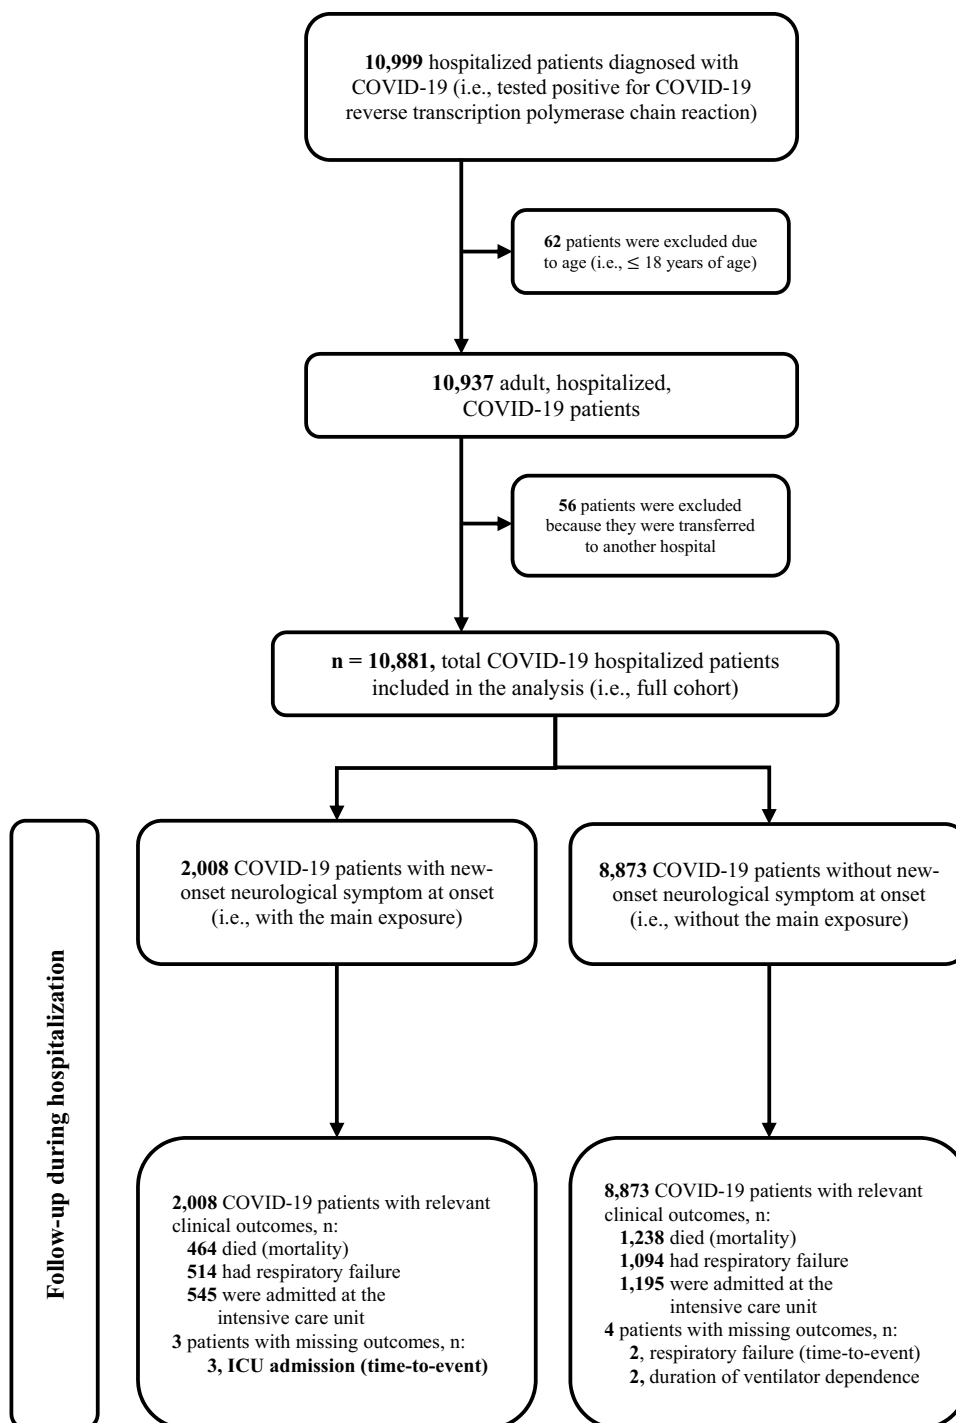 10,999 hospitalized patients diagnosed with
COVID-19 (i.e., tested positive for COVID-19
reverse transcription polymerase chain reaction)
62 patients were excluded due
to age (i.e., ≤ 18 years of age)
10,937 adult, hospitalized,
COVID-19 patients
56 patients were excluded
because they were transferred
to another hospital
n = 10,881, total COVID-19 hospitalized patients
included in the analysis (i.e., full cohort)
2,008 COVID-19 patients with new-
onset neurological symptom at onset
(i.e., with the main exposure)
8,873 COVID-19 patients without new-
onset neurological symptom at onset
(i.e., without the main exposure)
Follow-up during hospitalization
2,008 COVID-19 patients with relevant
clinical outcomes, n:
464 died (mortality)
514 had respiratory failure
545 were admitted at the
intensive care unit
3 patients with missing outcomes, n:
3, ICU admission (time-to-event)
8,873 COVID-19 patients with relevant
clinical outcomes, n:
1,238 died (mortality)
1,094 had respiratory failure
1,195 were admitted at the
intensive care unit
4 patients with missing outcomes, n:
2, respiratory failure (time-to-event)
2, duration of ventilator dependence